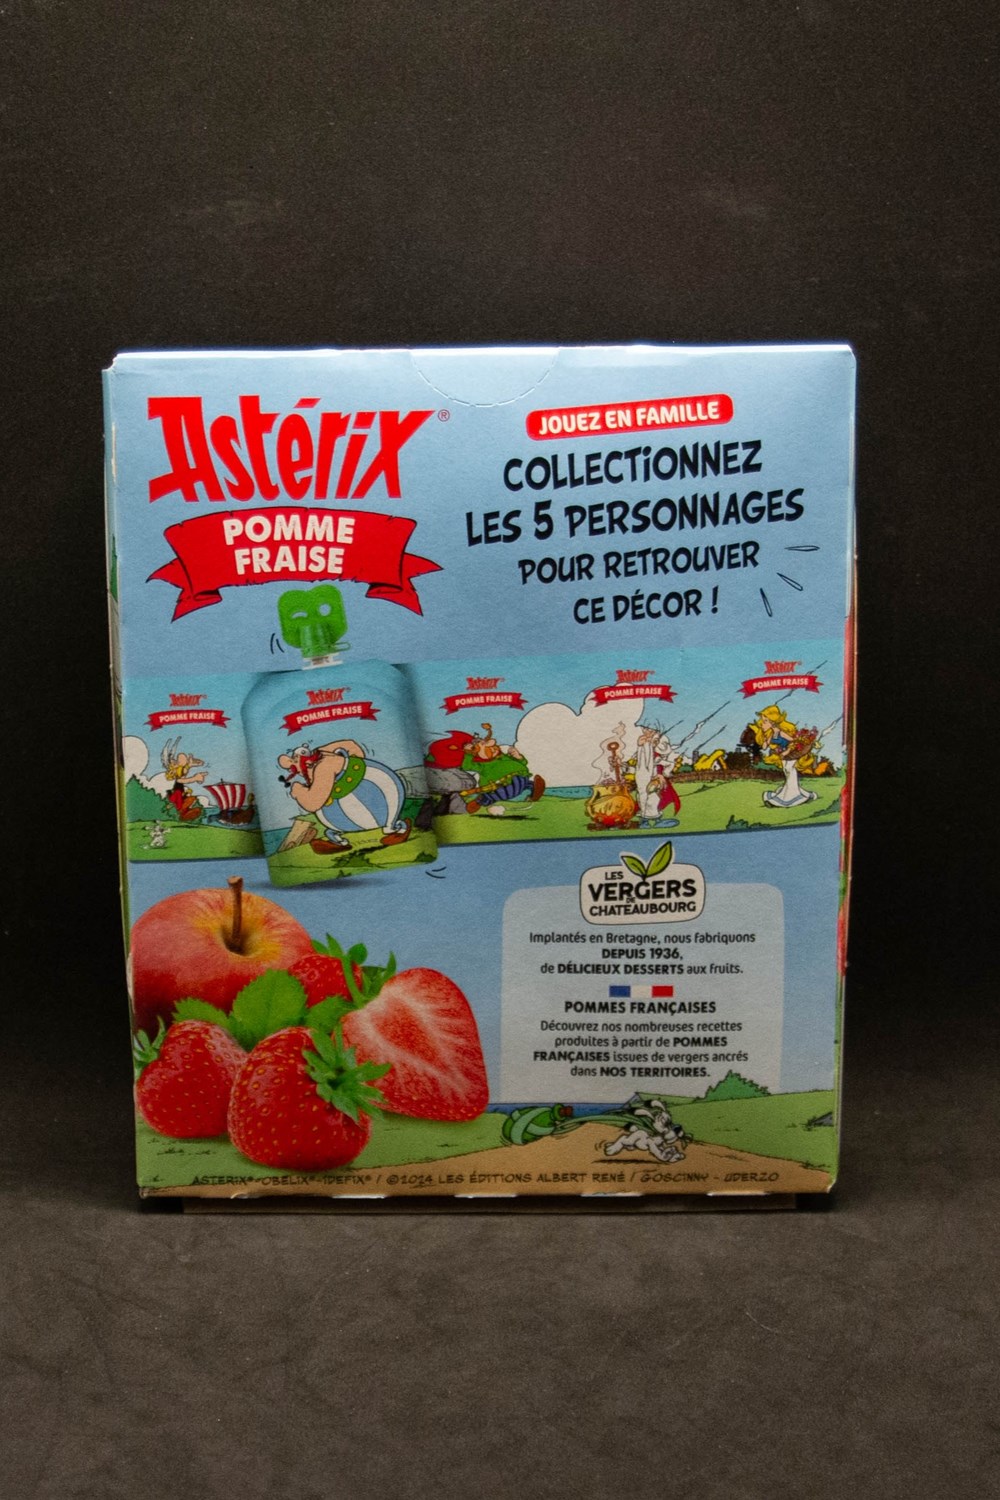 Astérix®
POMME
FRAISE
JOUEZ EN FAMILLE
COLLECTiONNEZ
LES 5 PERSONNAGES
POUR RETROUVER
CE DÉCOR !
Astérix
POMME FRAISE
Astérix
POMME FRAISE
Astérix
POMME FRAISE
Astérix
POMME FRAISE
Astérix
POMME FRAISE
LES
VERGERS
DE
CHATEAUBOURG
Implantés en Bretagne, nous fabriquons
DEPUIS 1936,
de DÉLICIEUX DESSERTS aux fruits.
POMMES FRANÇAISES
Découvrez nos nombreuses recettes
produites à partir de POMMES
FRANÇAISES issues de vergers ancrés
dans NOS TERRITOIRES.
ASTERIX®-OBELIX®-IDEFIX® / ©2024 LES ÉDITIONS ALBERT RENÉ / GOSCINNY - UDERZO